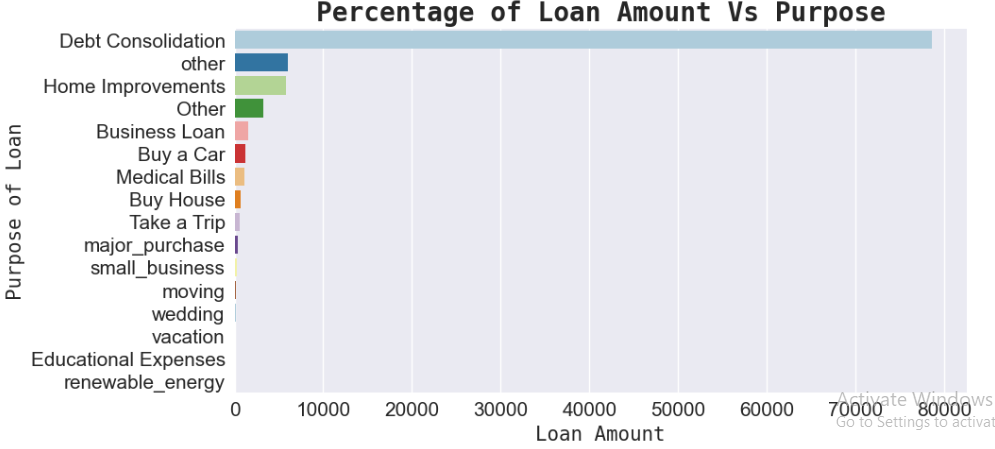 Percentage of Loan Amount Vs Purpose
Purpose of Loan
Debt Consolidation
other
Home Improvements
Other
Business Loan
Buy a Car
Medical Bills
Buy House
Take a Trip
major_purchase
small_business
moving
wedding
vacation
Educational Expenses
renewable_energy
0 10000 20000 30000 40000 50000 60000 70000 80000
Loan Amount
Activate Windows
Go to Settings to activat